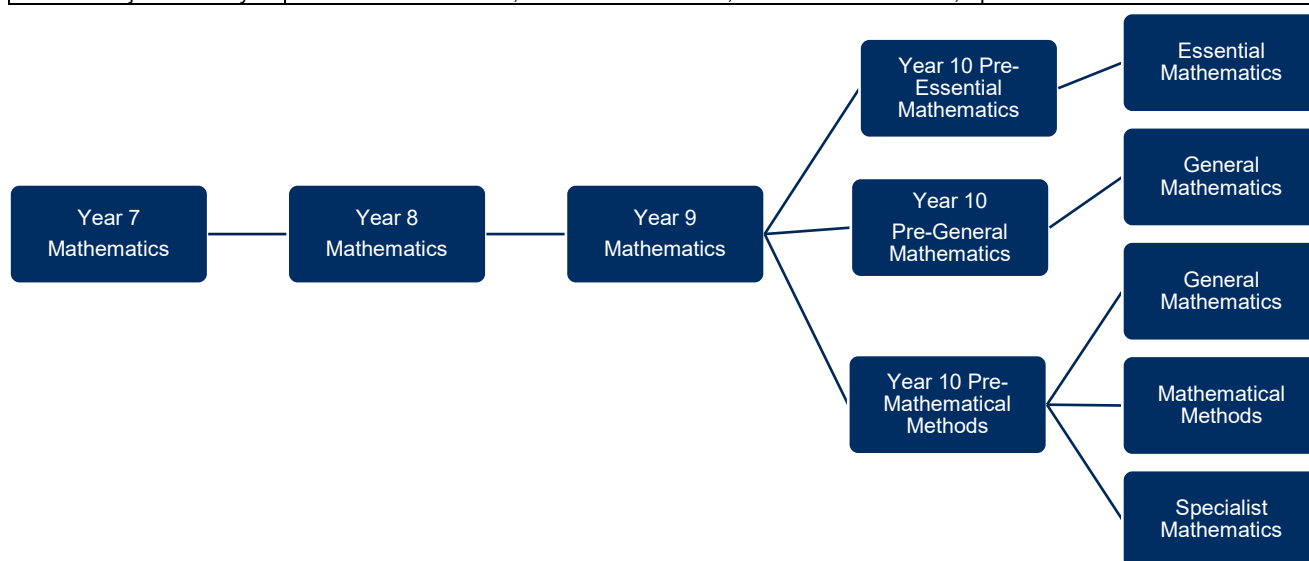 Year 7
Mathematics
Year 8
Mathematics
Year 9
Mathematics
Year 10 Pre-
Essential
Mathematics
Year 10
Pre-General
Mathematics
Year 10 Pre-
Mathematical
Methods
Essential
Mathematics
General
Mathematics
General
Mathematics
Mathematical
Methods
Specialist
Mathematics